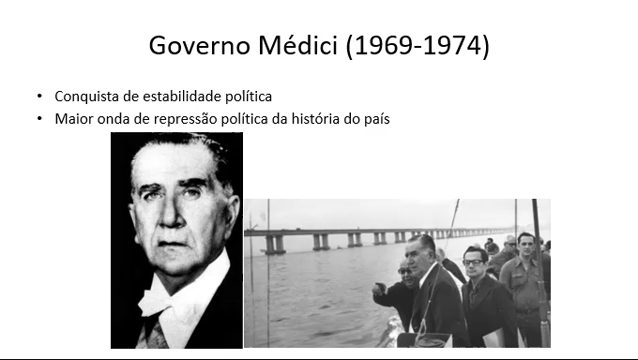 Governo Médici (1969-1974)
• Conquista de estabilidade política
• Maior onda de repressão política da história do país